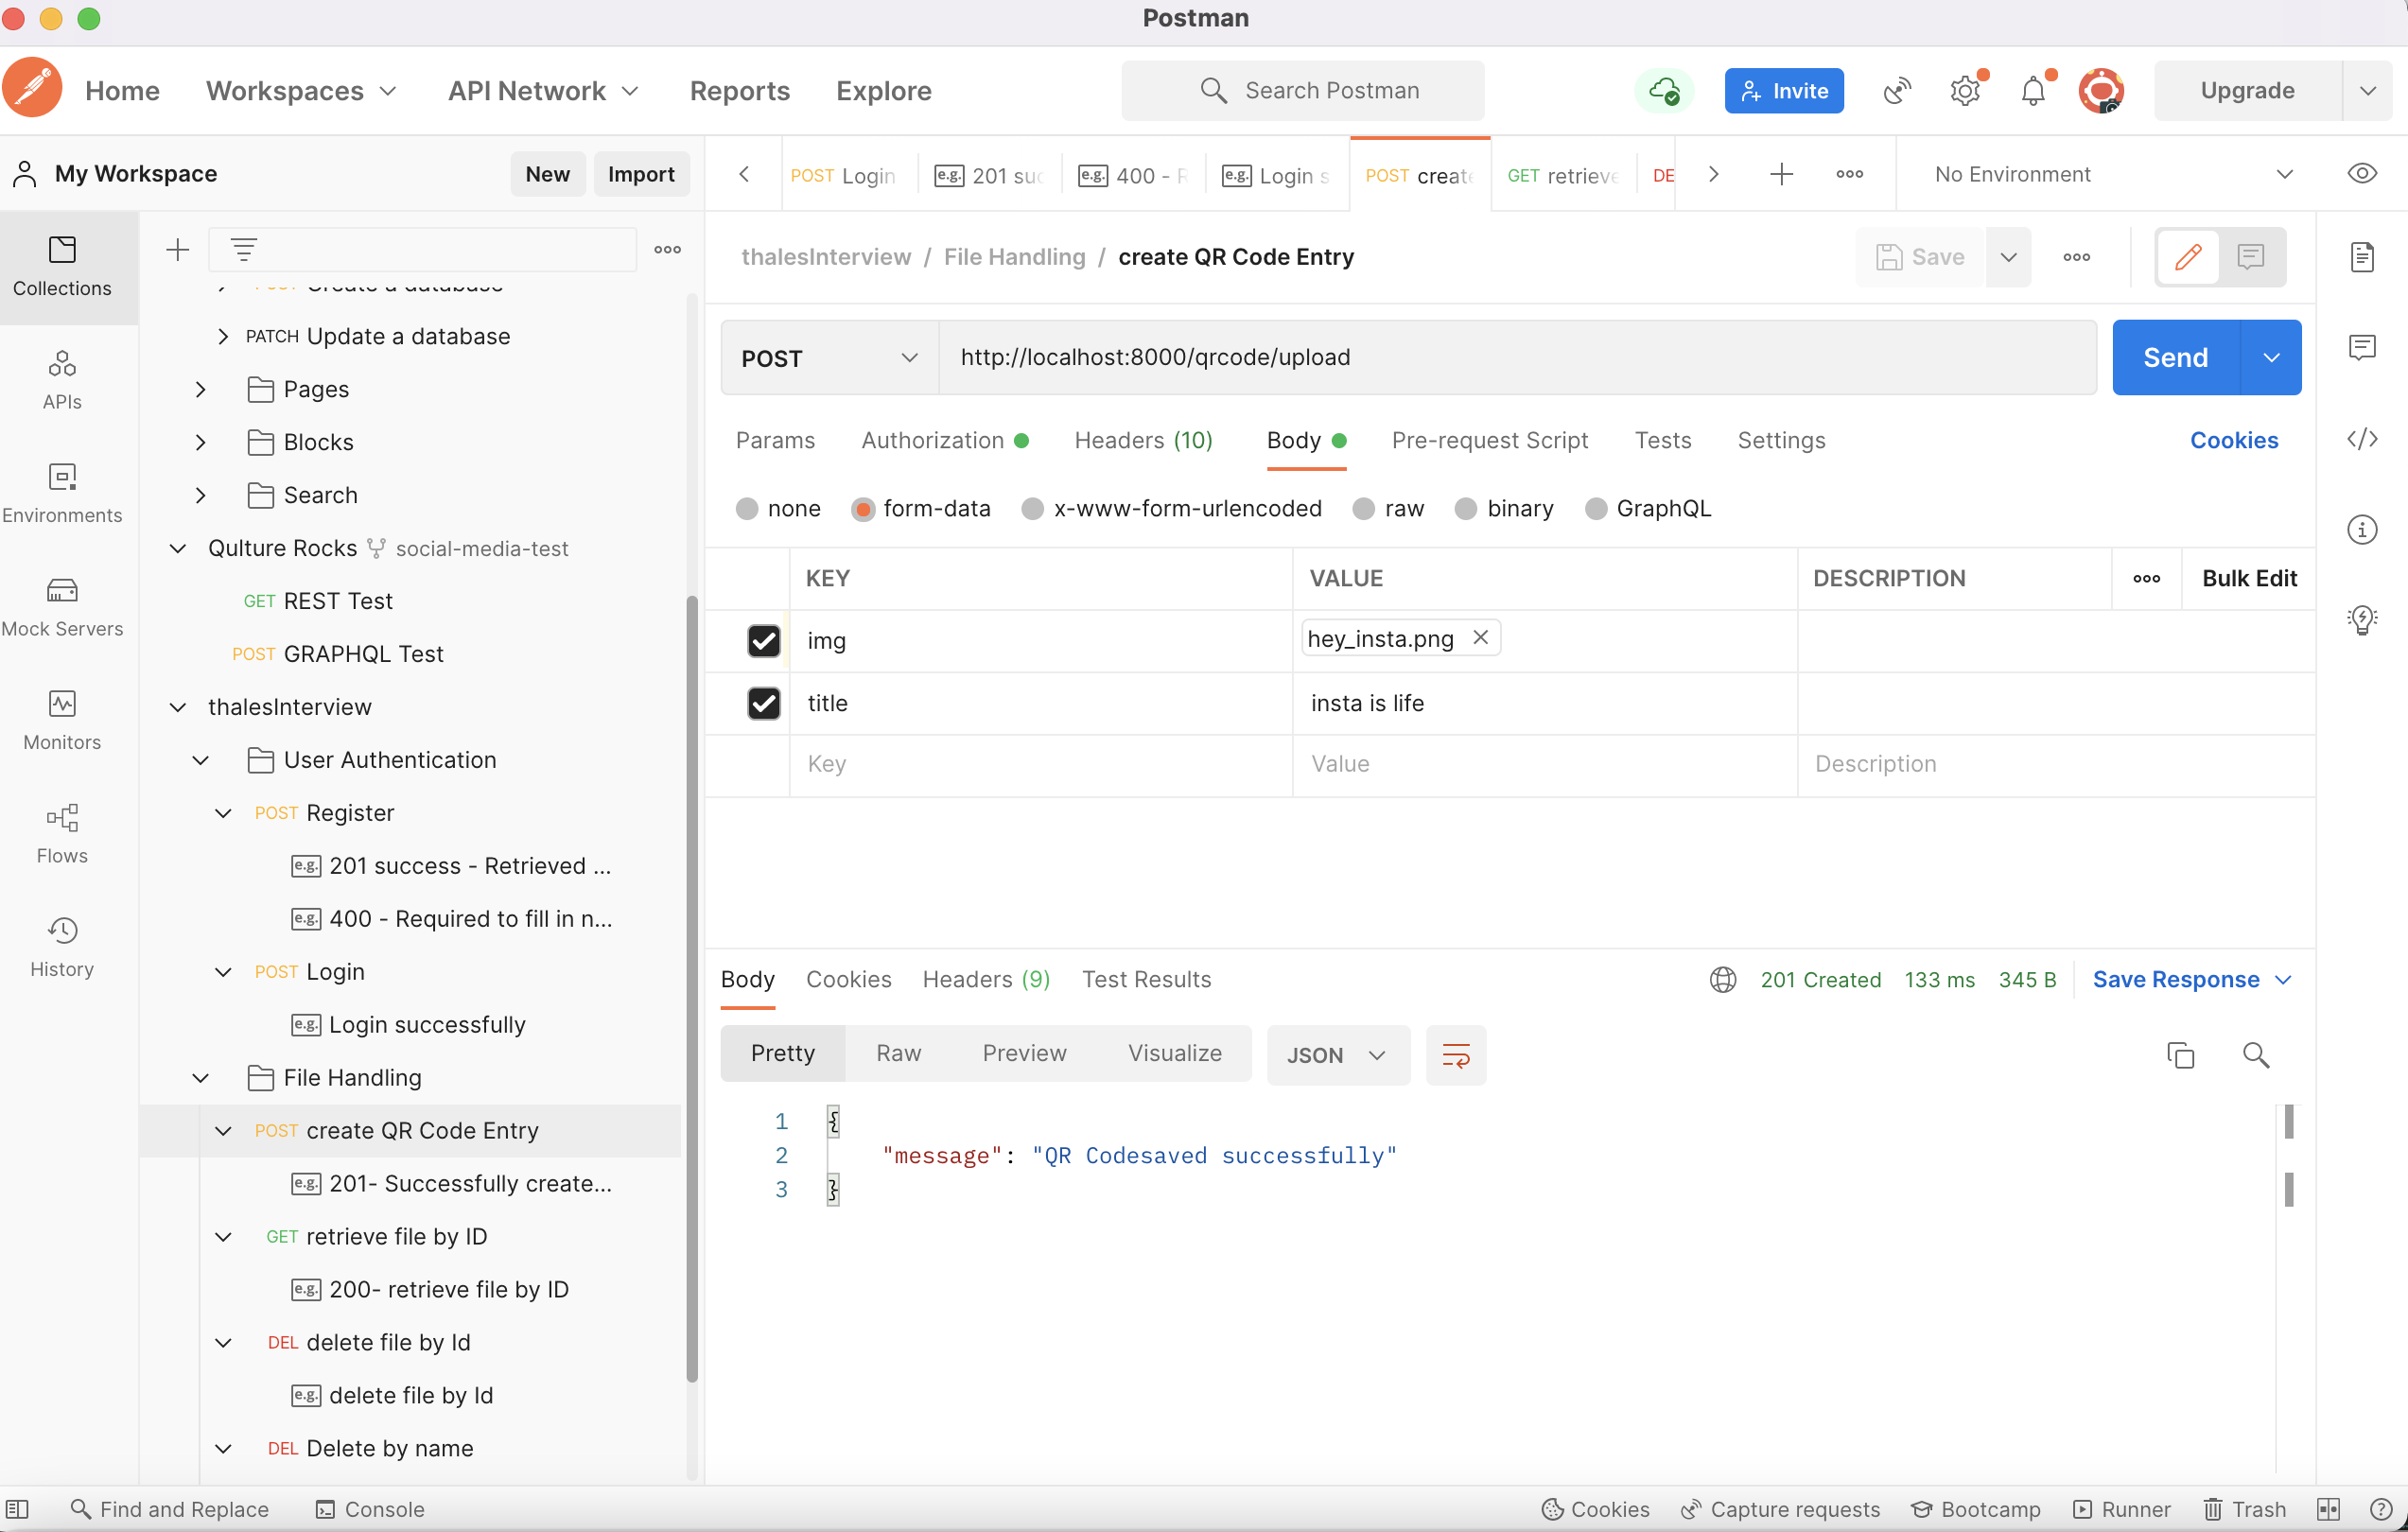 Postman
Home Workspaces API Network Reports Explore Search Postman Invite Upgrade
My Workspace New Import
POST Login e.g. 201 suc e.g. 400 - R e.g. Login s POST create GET retrieve DE No Environment
Collections
APIs
Environments
Mock Servers
Monitors
Flows
History
POST Create a database
PATCH Update a database
Pages
Blocks
Search
Qulture Rocks social-media-test
GET REST Test
POST GRAPHQL Test
thalesInterview
User Authentication
POST Register
e.g. 201 success - Retrieved ...
e.g. 400 - Required to fill in n...
POST Login
e.g. Login successfully
File Handling
POST create QR Code Entry
e.g. 201- Successfully create...
GET retrieve file by ID
e.g. 200- retrieve file by ID
DEL delete file by Id
e.g. delete file by Id
DEL Delete by name
thalesInterview / File Handling / create QR Code Entry Save
POST http://localhost:8000/qrcode/upload Send
Params Authorization Headers (10) Body Pre-request Script Tests Settings Cookies
none form-data x-www-form-urlencoded raw binary GraphQL
KEY VALUE DESCRIPTION Bulk Edit
img hey_insta.png
title insta is life
Key Value Description
Body Cookies Headers (9) Test Results 201 Created 133 ms 345 B Save Response
Pretty Raw Preview Visualize JSON
1 {
2 "message": "QR Codesaved successfully"
3 }
Find and Replace Console Cookies Capture requests Bootcamp Runner Trash